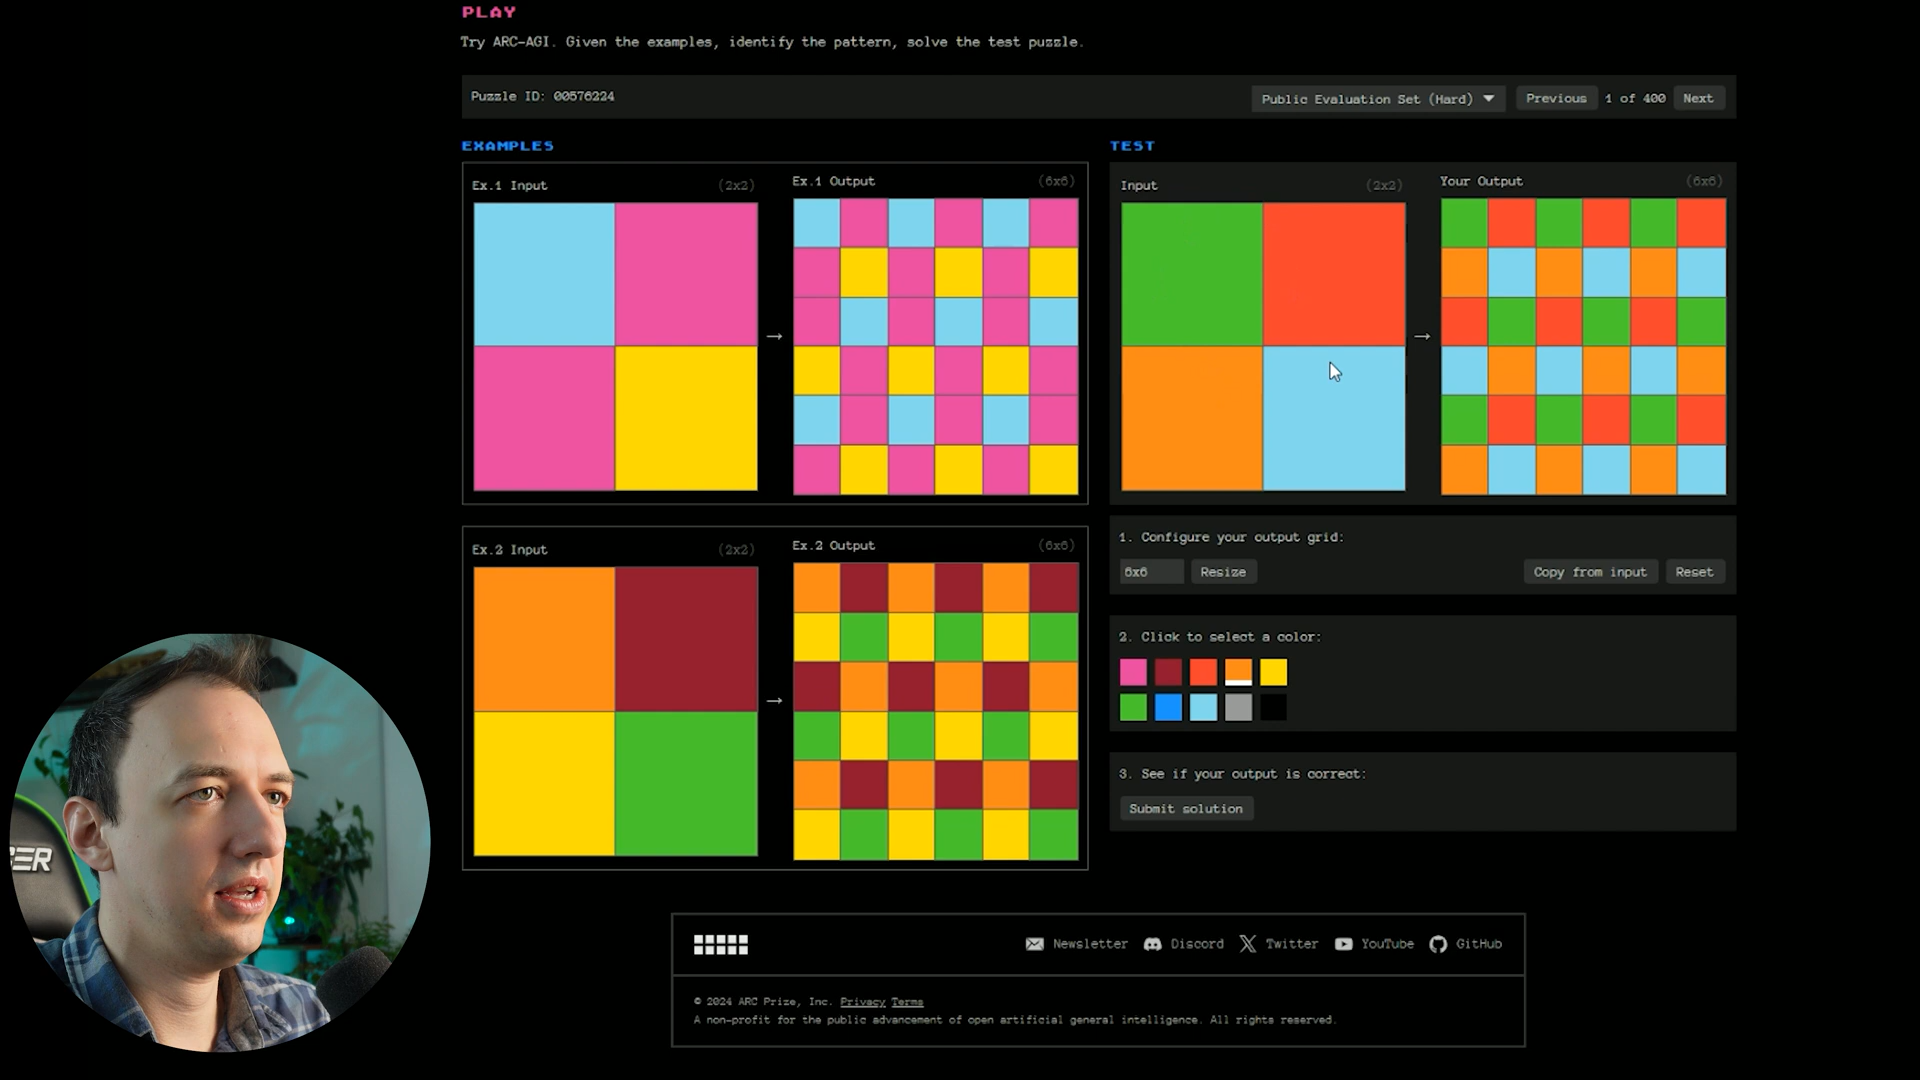 PLAY
Try ARC-AGI. Given the examples, identify the pattern, solve the test puzzle.
Puzzle ID: 00576224
Public Evaluation Set (Hard)
Previous
1 of 400
Next
EXAMPLES
Ex.1 Input
(2x2)
Ex.1 Output
(6x6)
Ex.2 Input
(2x2)
Ex.2 Output
(6x6)
TEST
Input
(2x2)
Your Output
(6x6)
1. Configure your output grid:
6x6
Resize
Copy from input
Reset
2. Click to select a color:
3. See if your output is correct:
Submit solution
ER
Newsletter
Discord
Twitter
YouTube
GitHub
© 2024 ARC Prize, Inc. Privacy Terms
A non-profit for the public advancement of open artificial general intelligence. All rights reserved.